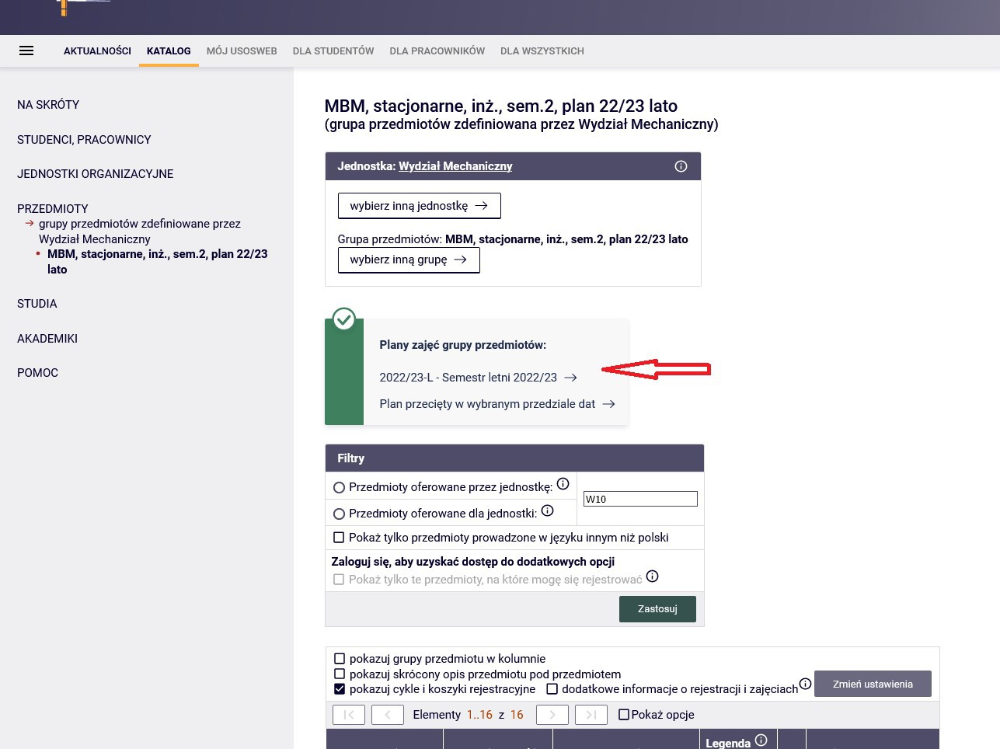 AKTUALNOŚCI KATALOG MÓJ USOSWEB DLA STUDENTÓW DLA PRACOWNIKÓW DLA WSZYSTKICH
NA SKRÓTY
STUDENCI, PRACOWNICY
JEDNOSTKI ORGANIZACYJNE
PRZEDMIOTY
→ grupy przedmiotów zdefiniowane przez
Wydział Mechaniczny
• MBM, stacjonarne, inż., sem.2, plan 22/23
lato
STUDIA
AKADEMIKI
POMOC
MBM, stacjonarne, inż., sem.2, plan 22/23 lato
(grupa przedmiotów zdefiniowana przez Wydział Mechaniczny)
Jednostka: Wydział Mechaniczny
wybierz inną jednostkę →
Grupa przedmiotów: MBM, stacjonarne, inż., sem.2, plan 22/23 lato
wybierz inną grupę →
Plany zajęć grupy przedmiotów:
2022/23-L - Semestr letni 2022/23 →
Plan przecięty w wybranym przedziale dat →
Filtry
Przedmioty oferowane przez jednostkę:
W10
Przedmioty oferowane dla jednostki:
Pokaż tylko przedmioty prowadzone w języku innym niż polski
Zaloguj się, aby uzyskać dostęp do dodatkowych opcji
Pokaż tylko te przedmioty, na które mogę się rejestrować
Zastosuj
pokazuj grupy przedmiotu w kolumnie
pokazuj skrócony opis przedmiotu pod przedmiotem
pokazuj cykle i koszyki rejestracyjne dodatkowe informacje o rejestracji i zajęciach
Zmień ustawienia
Elementy 1..16 z 16 Pokaż opcje
Legenda